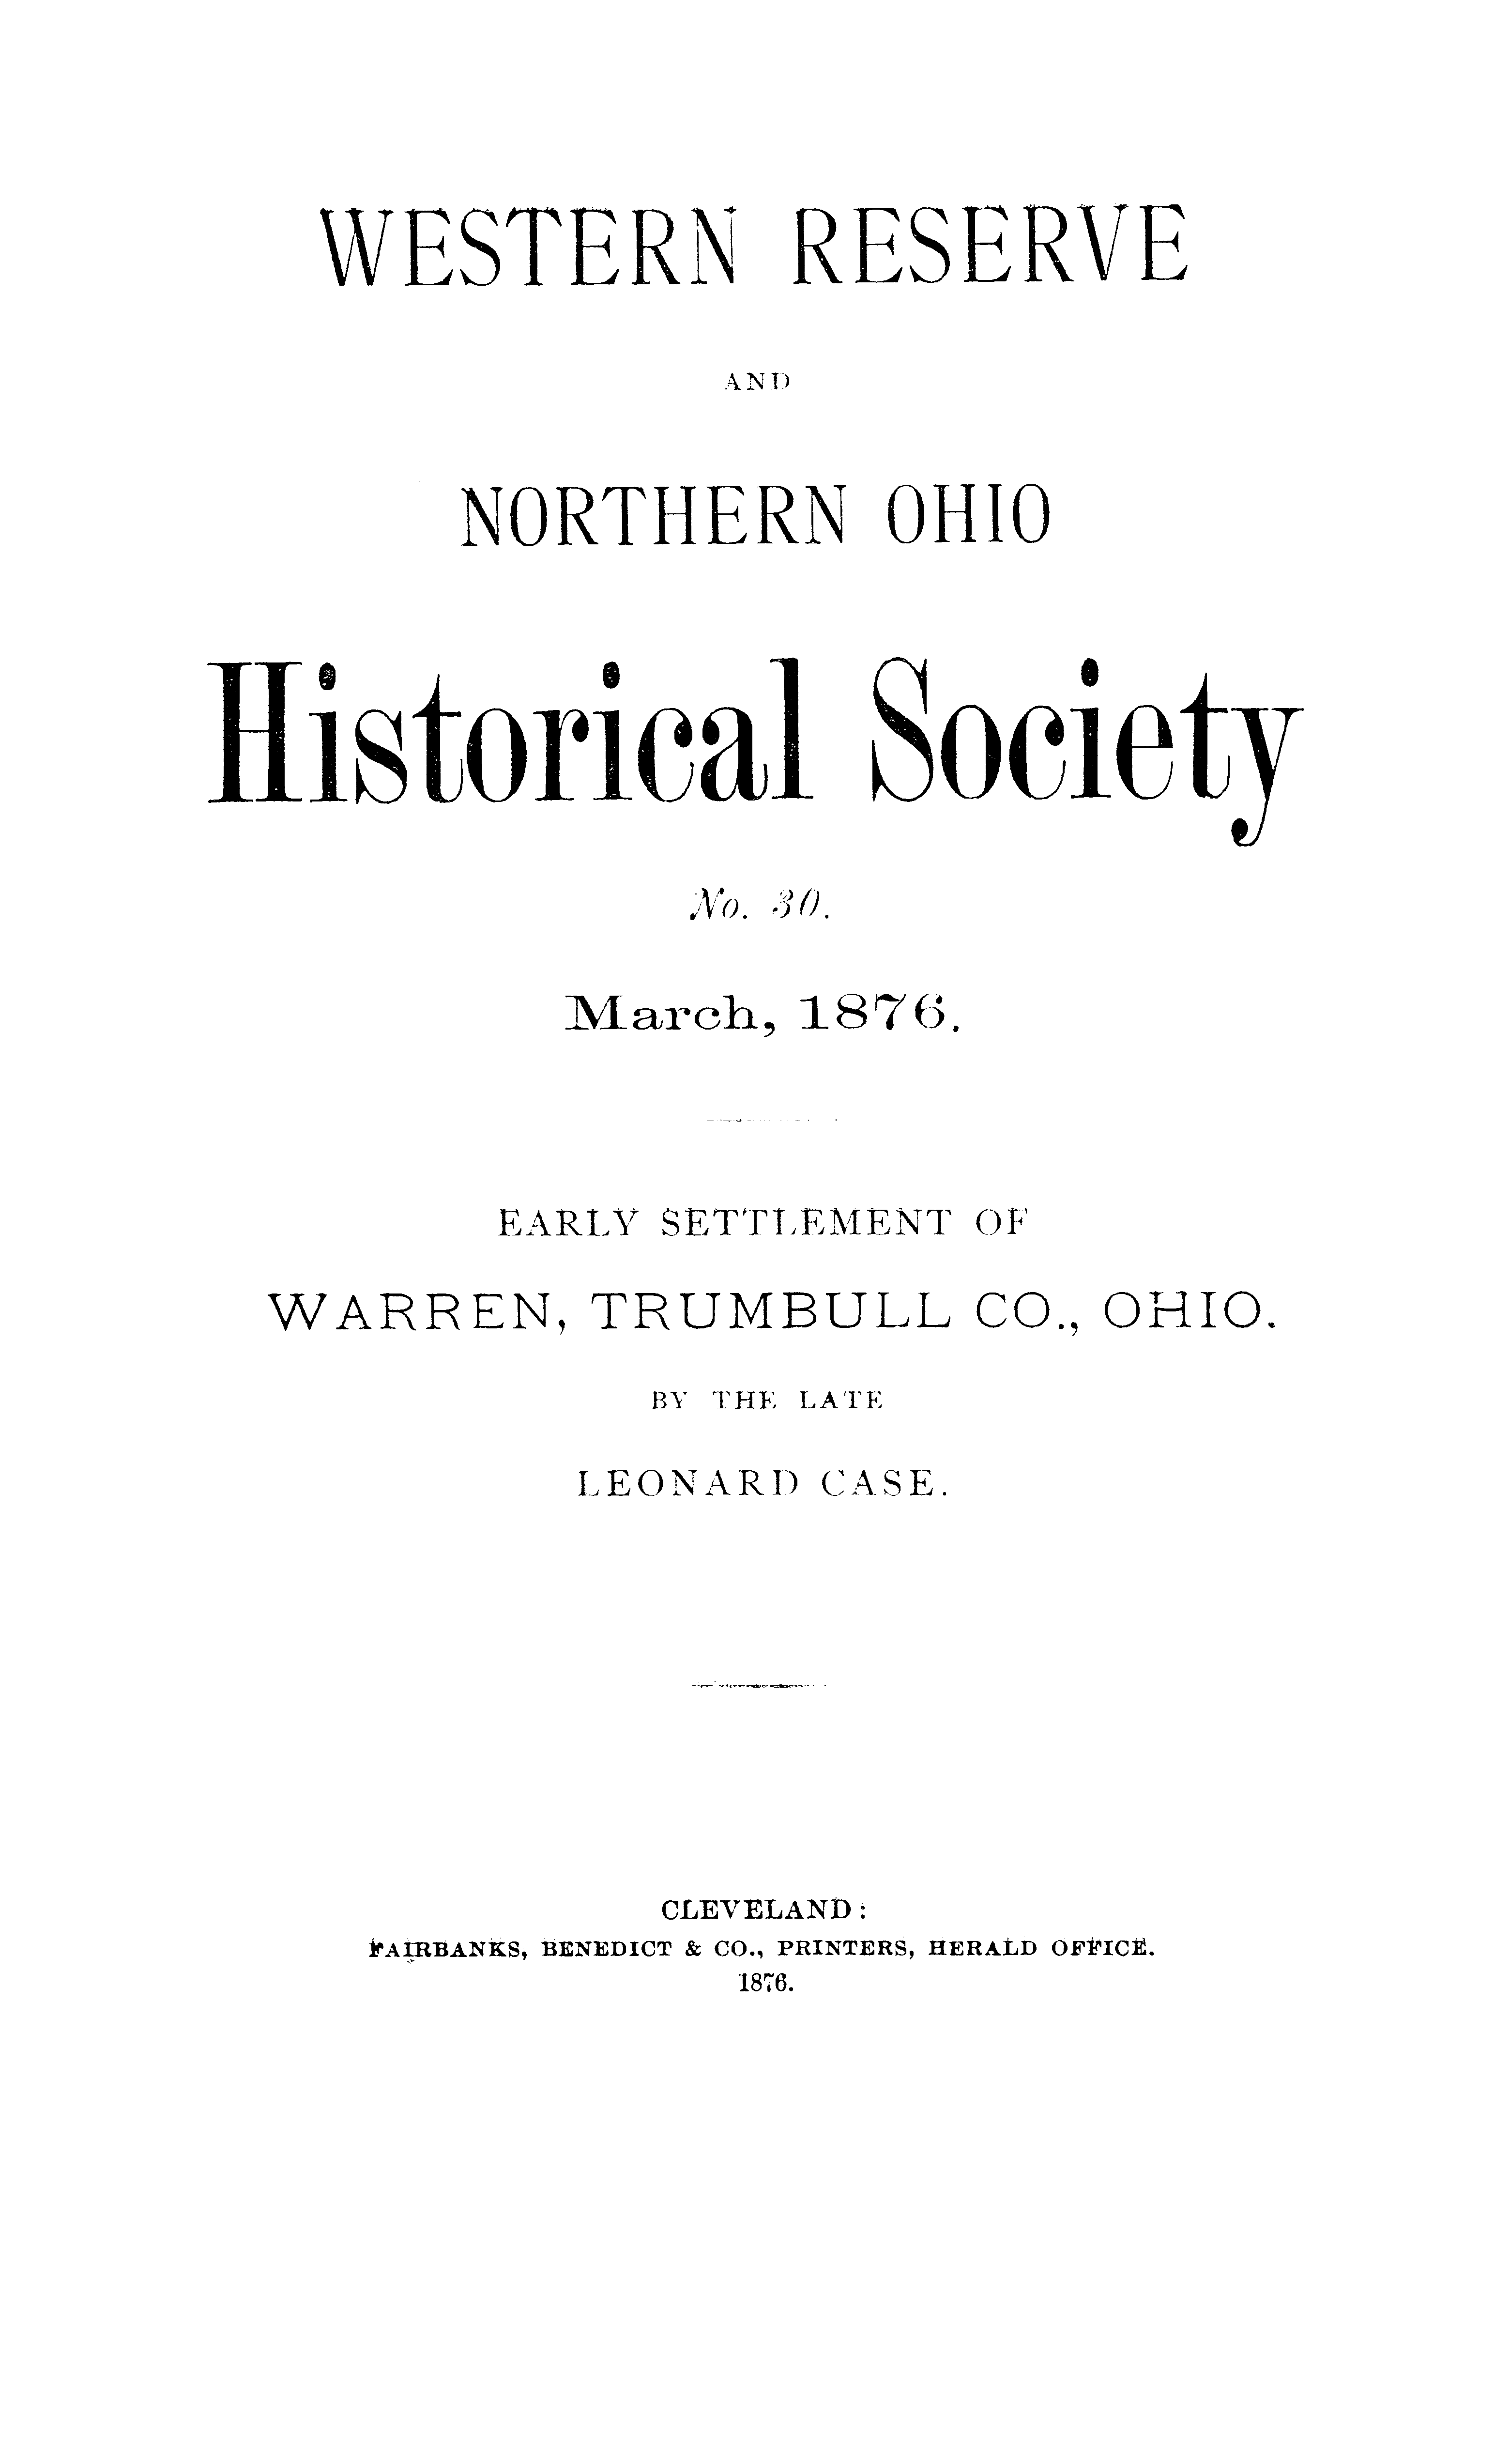 WESTERN RESERVE
AND
NORTHERN OHIO
Historical Society
No. 30.
March, 1876.
EARLY SETTLEMENT OF
WARREN, TRUMBULL CO., OHIO.
BY THE LATE
LEONARD CASE.
CLEVELAND:
FAIRBANKS, BENEDICT & CO., PRINTERS, HERALD OFFICE.
1876.